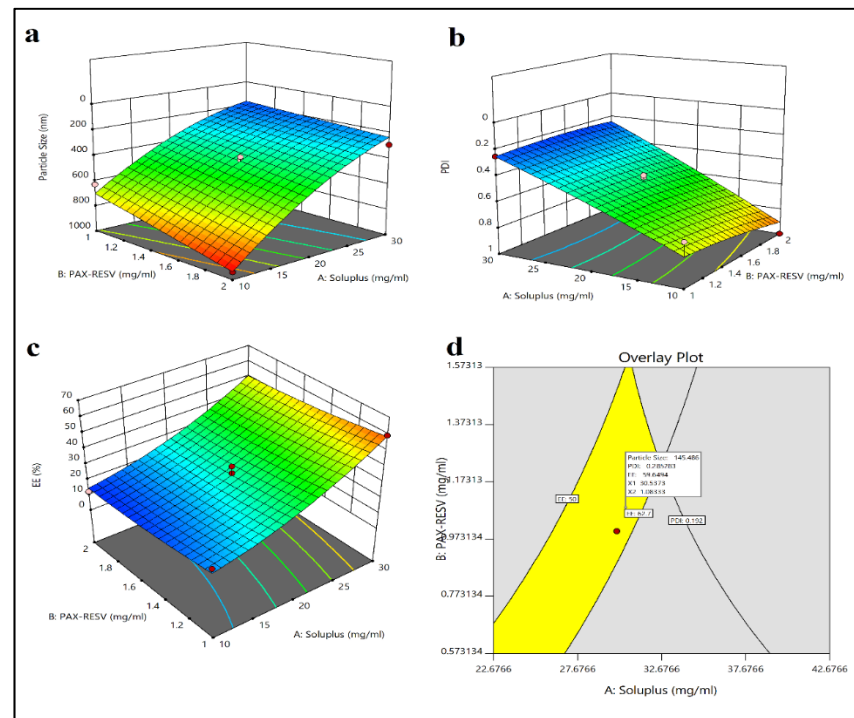 a
Particle Size (nm)
0
200
400
600
800
1000
1
1.2
1.4
1.6
1.8
2
B: PAX-RESV (mg/ml)
10
15
20
25
30
A: Soluplus (mg/ml)
b
PDI
0
0.2
0.4
0.6
0.8
1
30
25
20
15
10
A: Soluplus (mg/ml)
2
1.8
1.6
1.4
1.2
1
B: PAX-RESV (mg/ml)
c
EE (%)
70
60
50
40
30
20
10
0
2
1.8
1.6
1.4
1.2
1
B: PAX-RESV (mg/ml)
10
15
20
25
30
A: Soluplus (mg/ml)
d
Overlay Plot
B: PAX-RESV (mg/ml)
1.57313
1.37313
1.17313
0.973134
0.773134
0.573134
Particle Size: 145.486
PDI: 0.285783
EE: 59.6494
X1 30.5373
X2 1.08333
EE: 50
EE: 62.7
PDI: 0.192
22.6766
27.6766
32.6766
37.6766
42.6766
A: Soluplus (mg/ml)